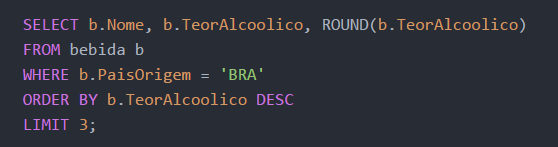 SELECT b.Nome, b.TeorAlcoolico, ROUND(b.TeorAlcoolico)
FROM bebida b
WHERE b.PaisOrigem = 'BRA'
ORDER BY b.TeorAlcoolico DESC
LIMIT 3;